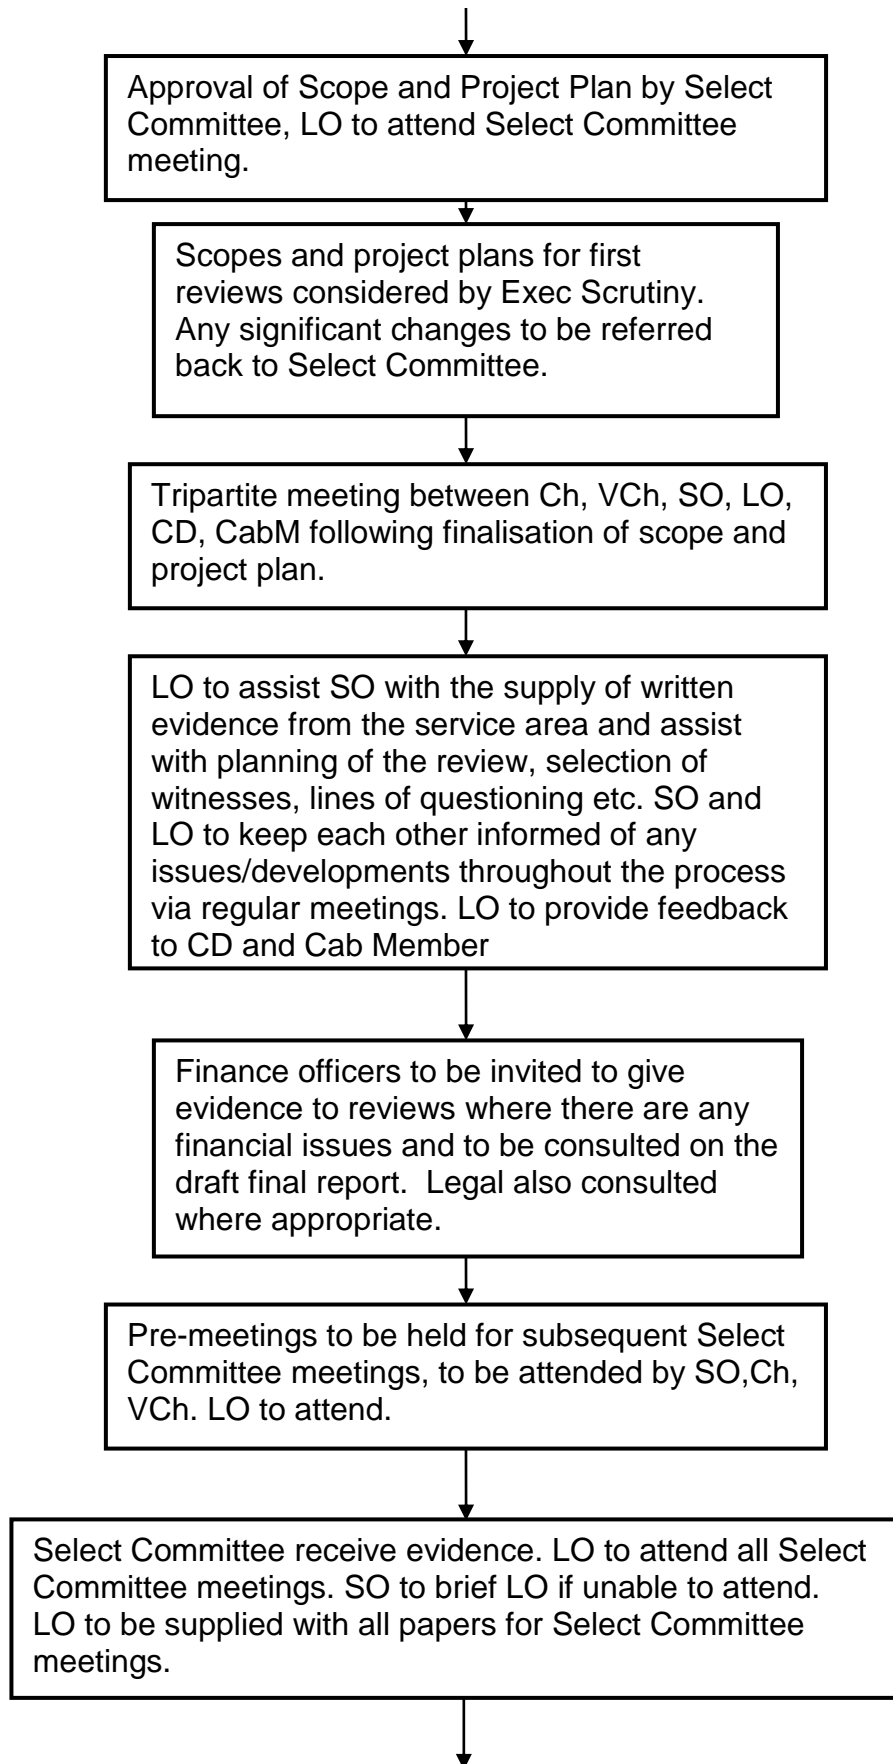 Approval of Scope and Project Plan by Select
Committee, LO to attend Select Committee
meeting.
Scopes and project plans for first
reviews considered by Exec Scrutiny.
Any significant changes to be referred
back to Select Committee.
Tripartite meeting between Ch, VCh, SO, LO,
CD, CabM following finalisation of scope and
project plan.
LO to assist SO with the supply of written
evidence from the service area and assist
with planning of the review, selection of
witnesses, lines of questioning etc. SO and
LO to keep each other informed of any
issues/developments throughout the process
via regular meetings. LO to provide feedback
to CD and Cab Member
Finance officers to be invited to give
evidence to reviews where there are any
financial issues and to be consulted on the
draft final report.  Legal also consulted
where appropriate.
Pre-meetings to be held for subsequent Select
Committee meetings, to be attended by SO,Ch,
VCh. LO to attend.
Select Committee receive evidence. LO to attend all Select
Committee meetings. SO to brief LO if unable to attend.
LO to be supplied with all papers for Select Committee
meetings.